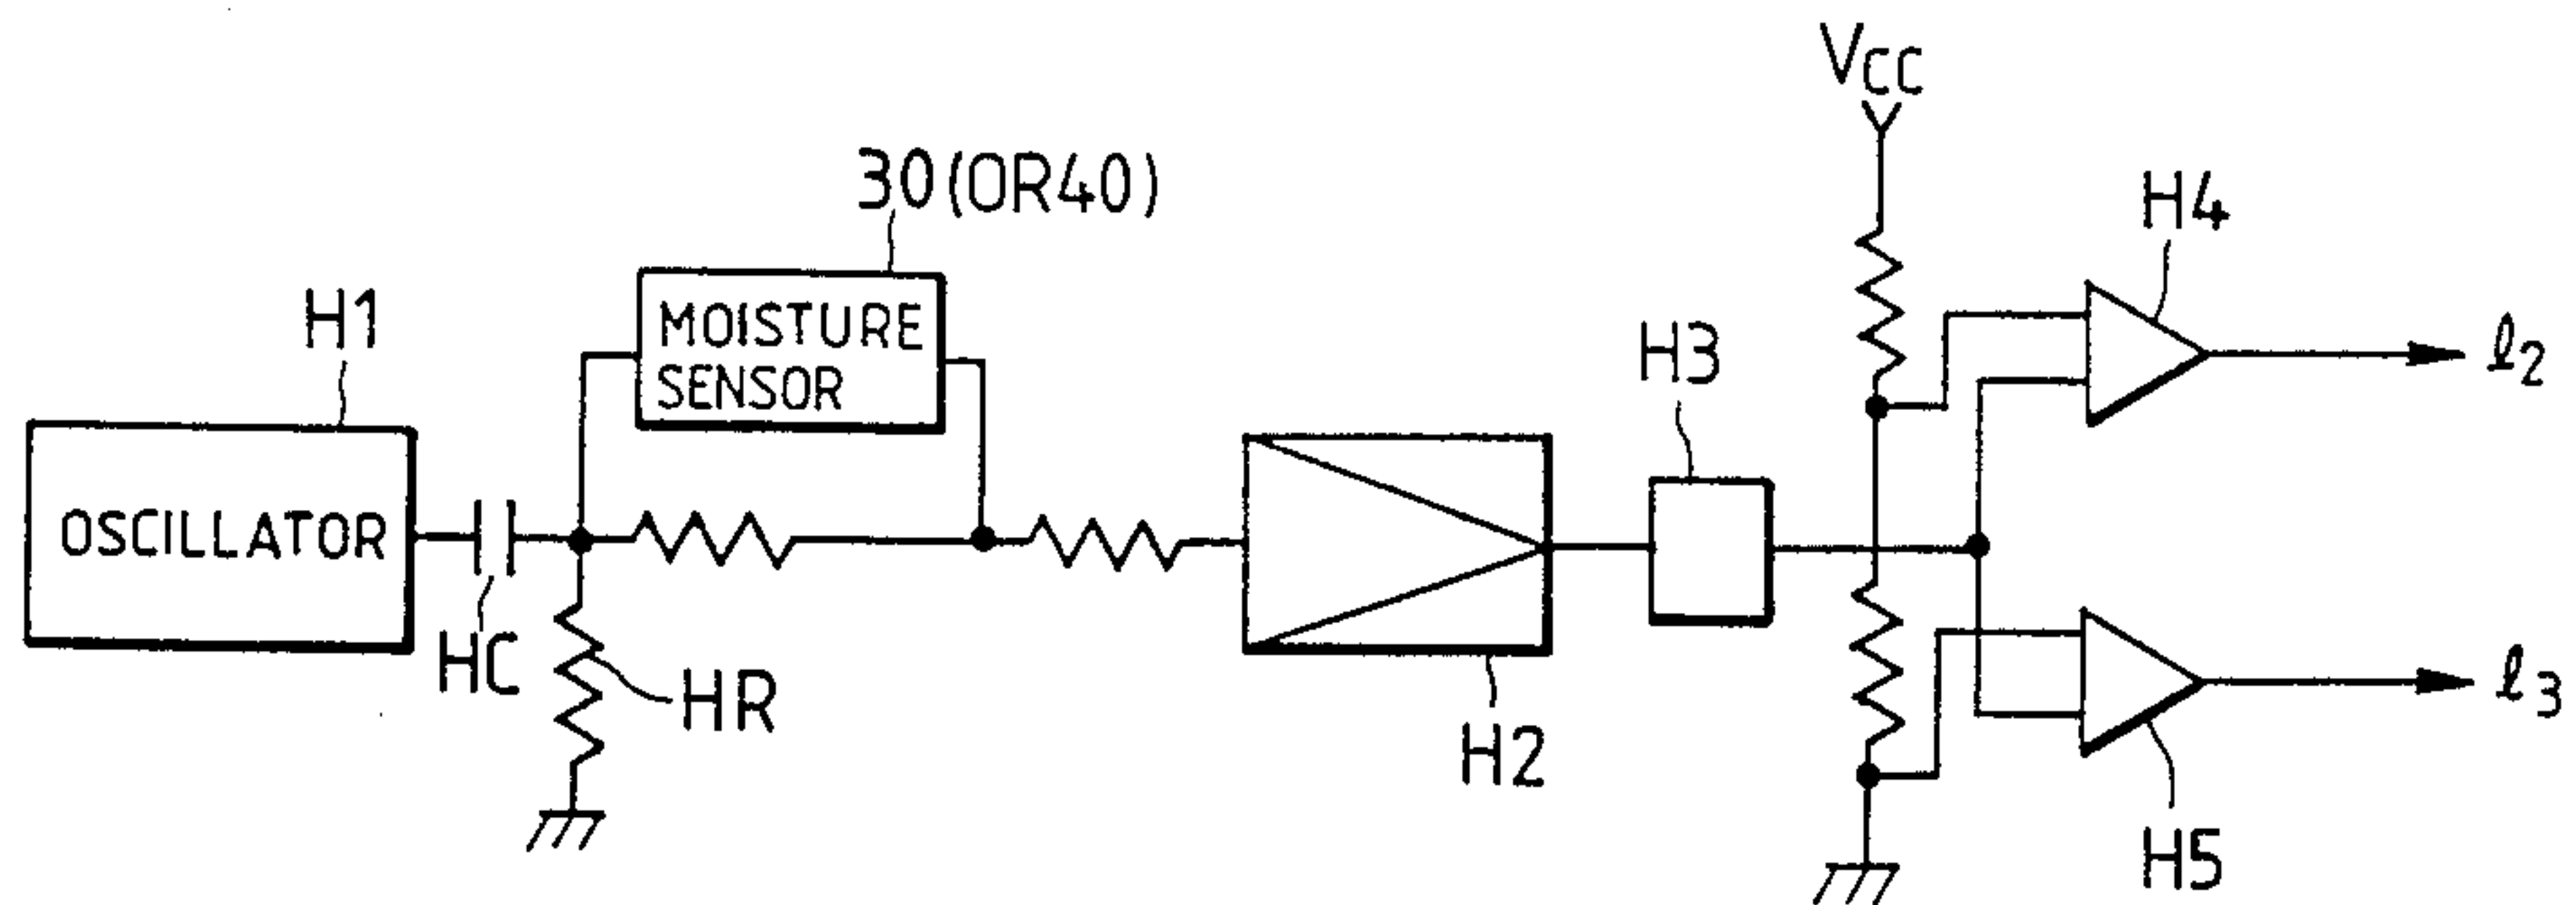 VCC
30(OR40)
H4
H1
MOISTURE
SENSOR
H3
ℓ2
OSCILLATOR
HC
HR
H2
ℓ3
H5